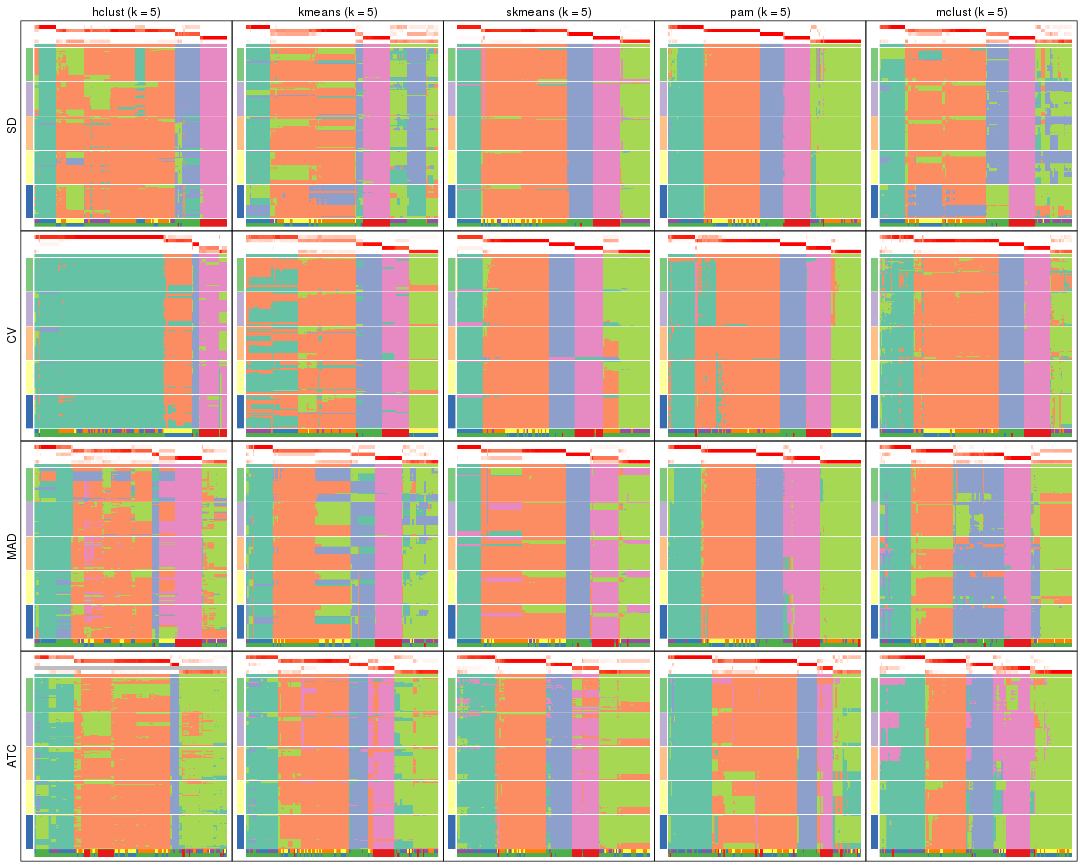 hclust (k = 5)
kmeans (k = 5)
skmeans (k = 5)
pam (k = 5)
mclust (k = 5)
SD
CV
MAD
ATC